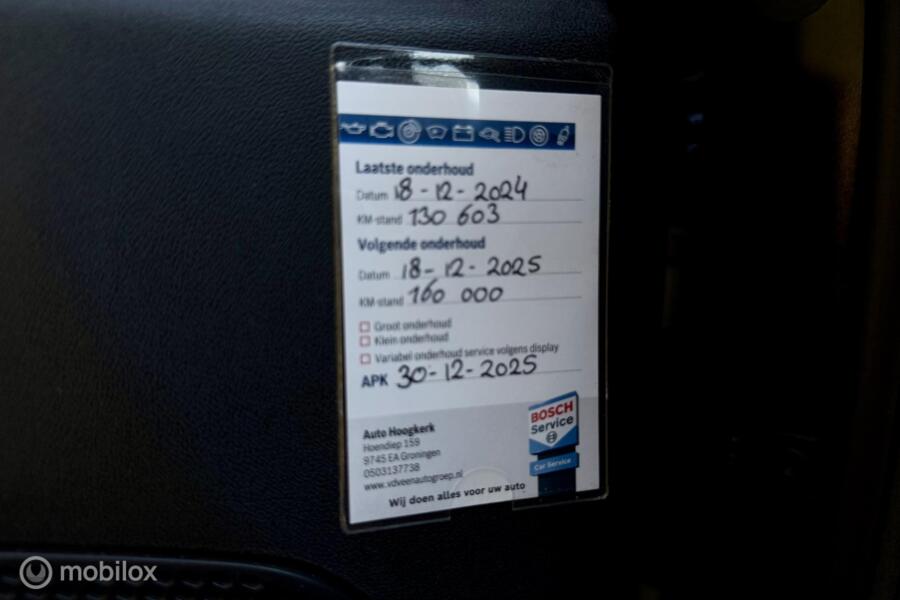 Laatste onderhoud
Datum 18-12-2024
KM-stand 130 603
Volgende onderhoud
Datum 18-12-2025
KM-stand 160 000
Groot onderhoud
Klein onderhoud
Variabel onderhoud service volgens display
APK 30-12-2025
BOSCH
Service
Car Service
Auto Hoogkerk
Hoendiep 159
9745 EA Groningen
0503137738
www.vdveenautogroep.nl
Wij doen alles voor uw auto
mobilox